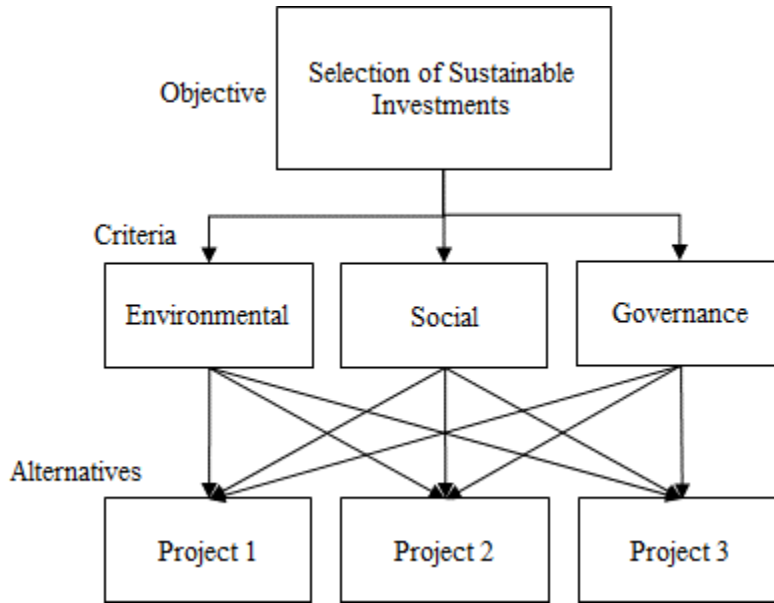 Selection of Sustainable
Investments
Objective
Criteria
Environmental
Social
Governance
Alternatives
Project 1
Project 2
Project 3